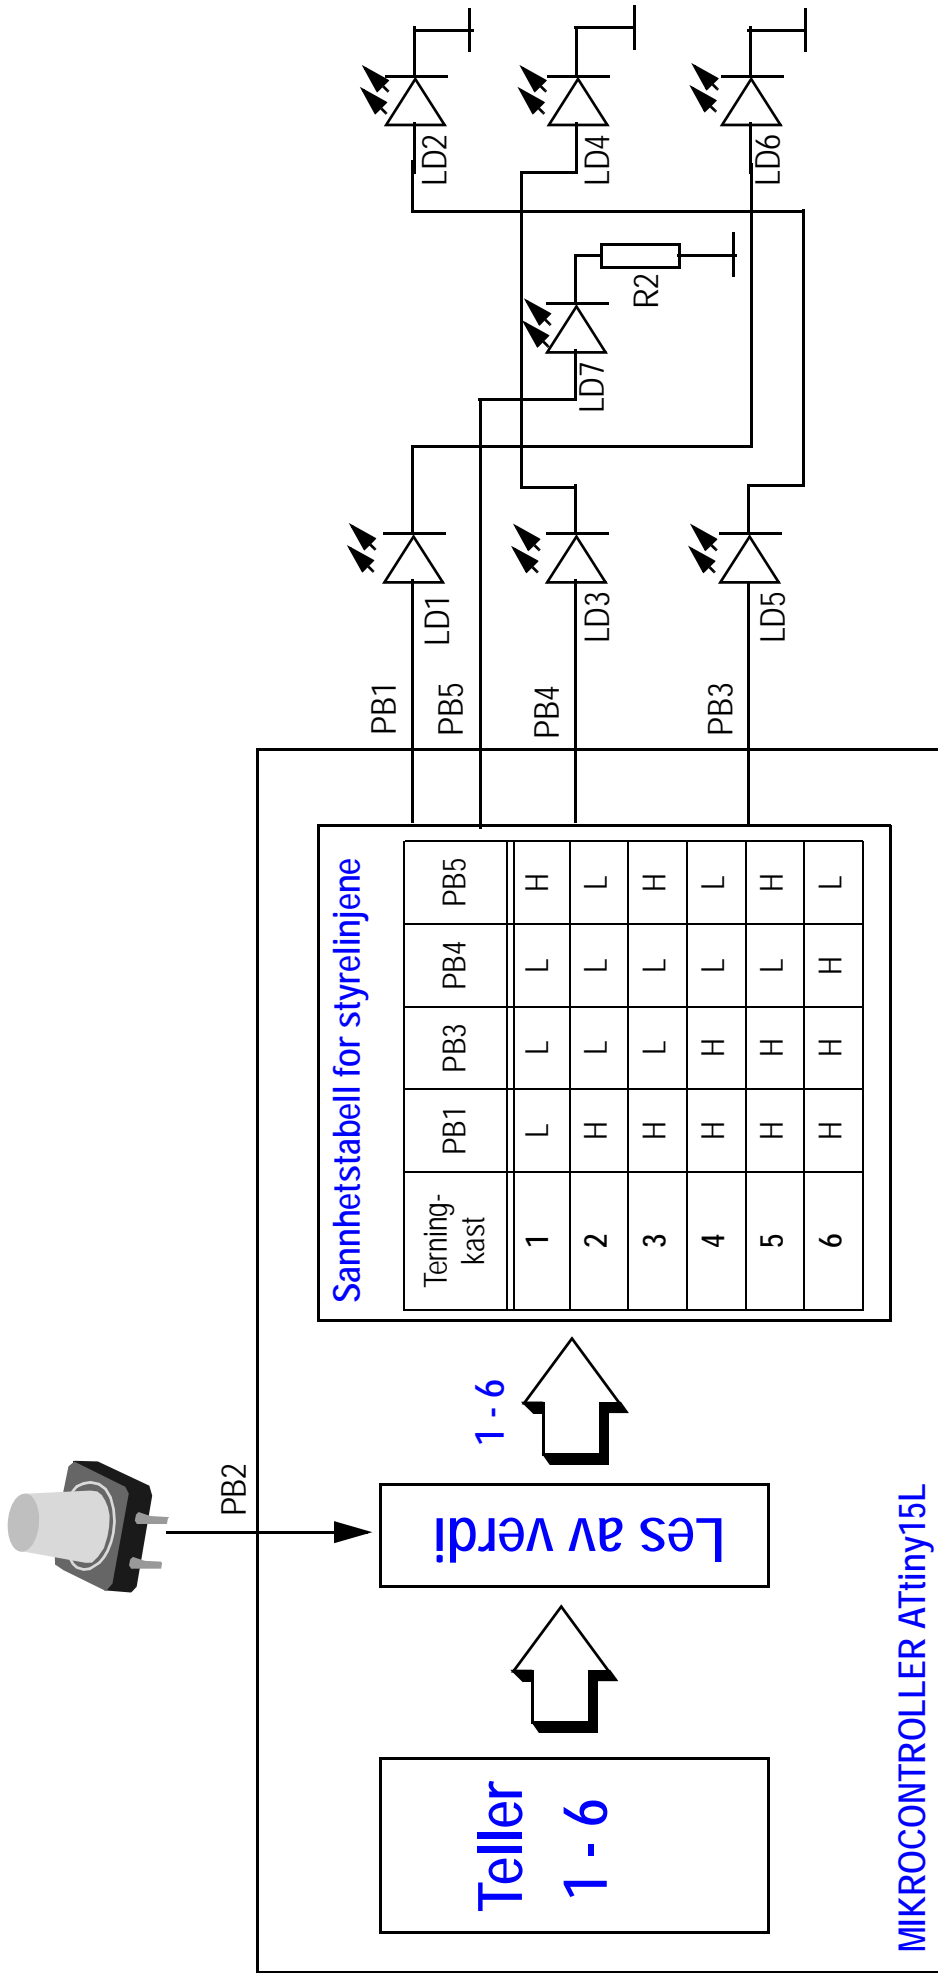 PB2
Teller
1 - 6
Les av verdi
1 - 6
Sannhetstabell for styrelinjene
Terning-
kast
PB1 PB3 PB4 PB5
1 L L L H
2 H L L L
3 H L L H
4 H H L L
5 H H L H
6 H H H L
MIKROCONTROLLER ATtiny15L
PB1
PB5
PB4
PB3
LD1
LD3
LD5
LD7
R2
LD2
LD4
LD6